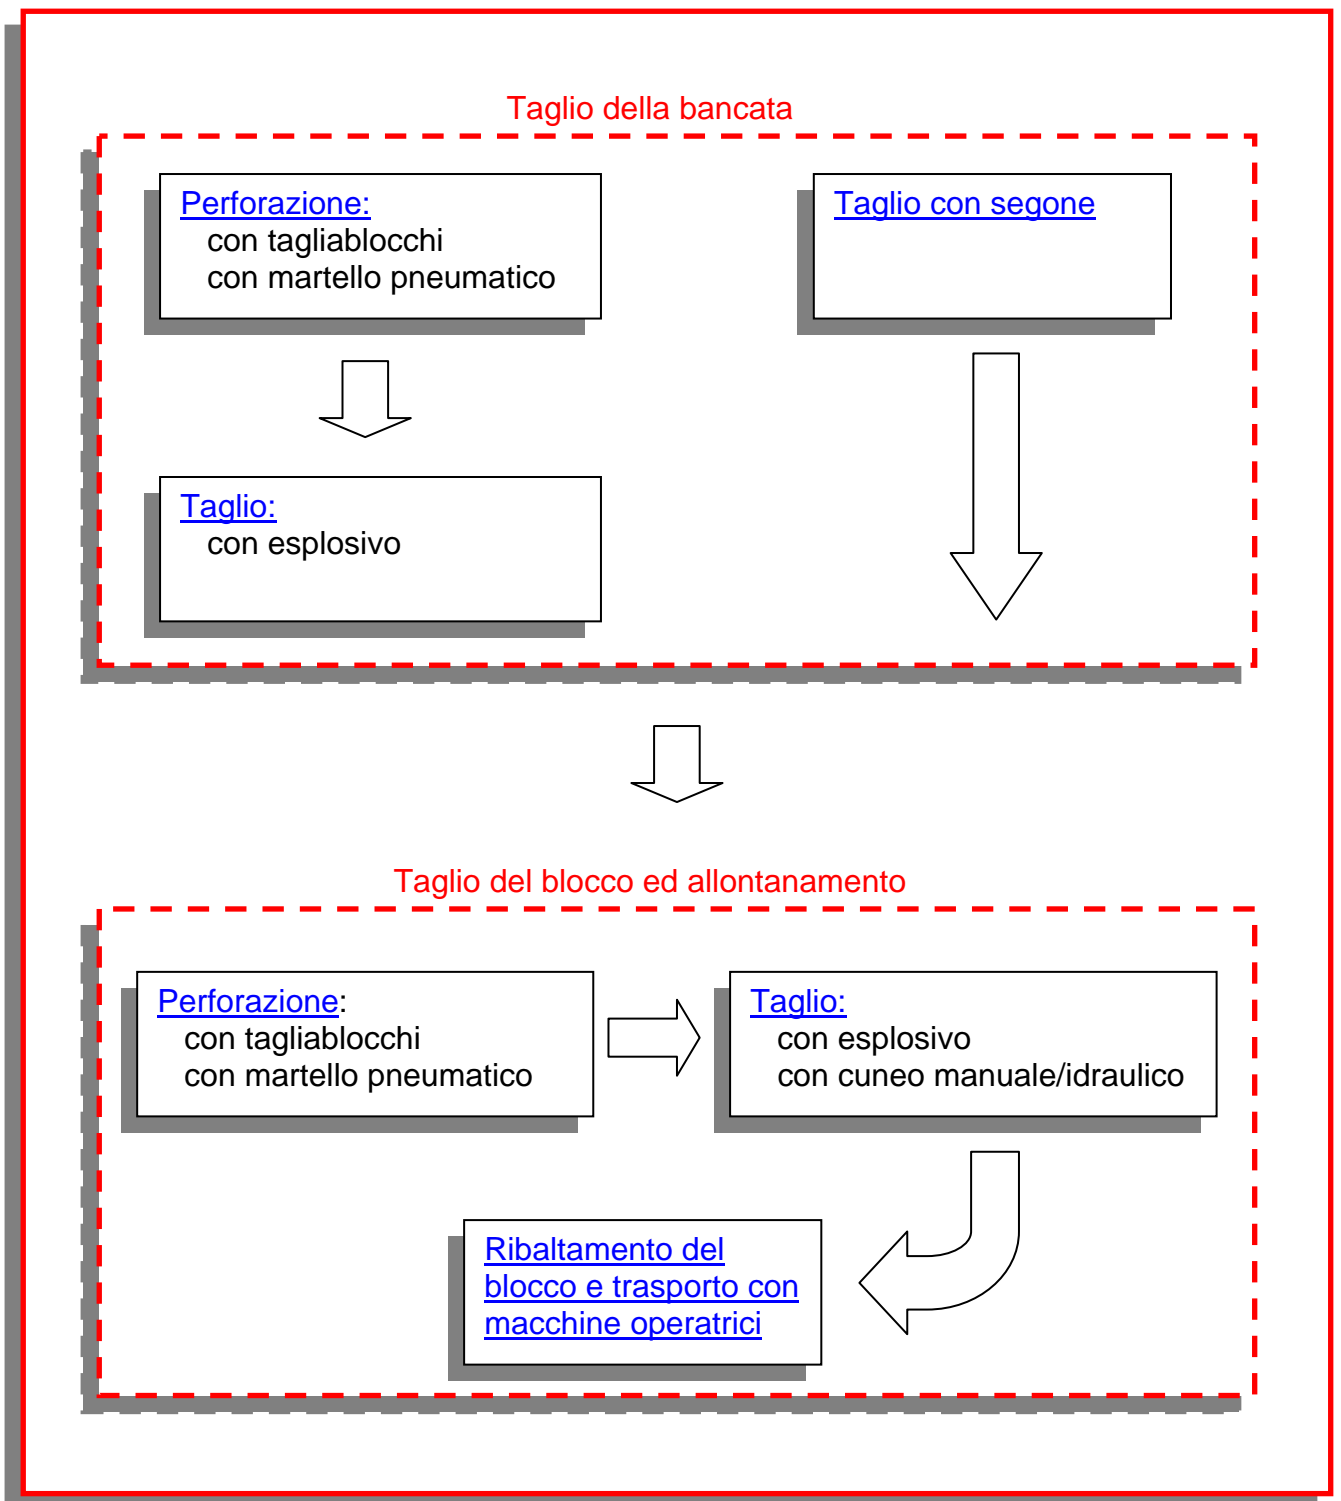 Taglio della bancata
Perforazione:
con tagliablocchi
con martello pneumatico
Taglio con segone
Taglio:
con esplosivo
Taglio del blocco ed allontanamento
Perforazione:
con tagliablocchi
con martello pneumatico
Taglio:
con esplosivo
con cuneo manuale/idraulico
Ribaltamento del
blocco e trasporto con
macchine operatrici